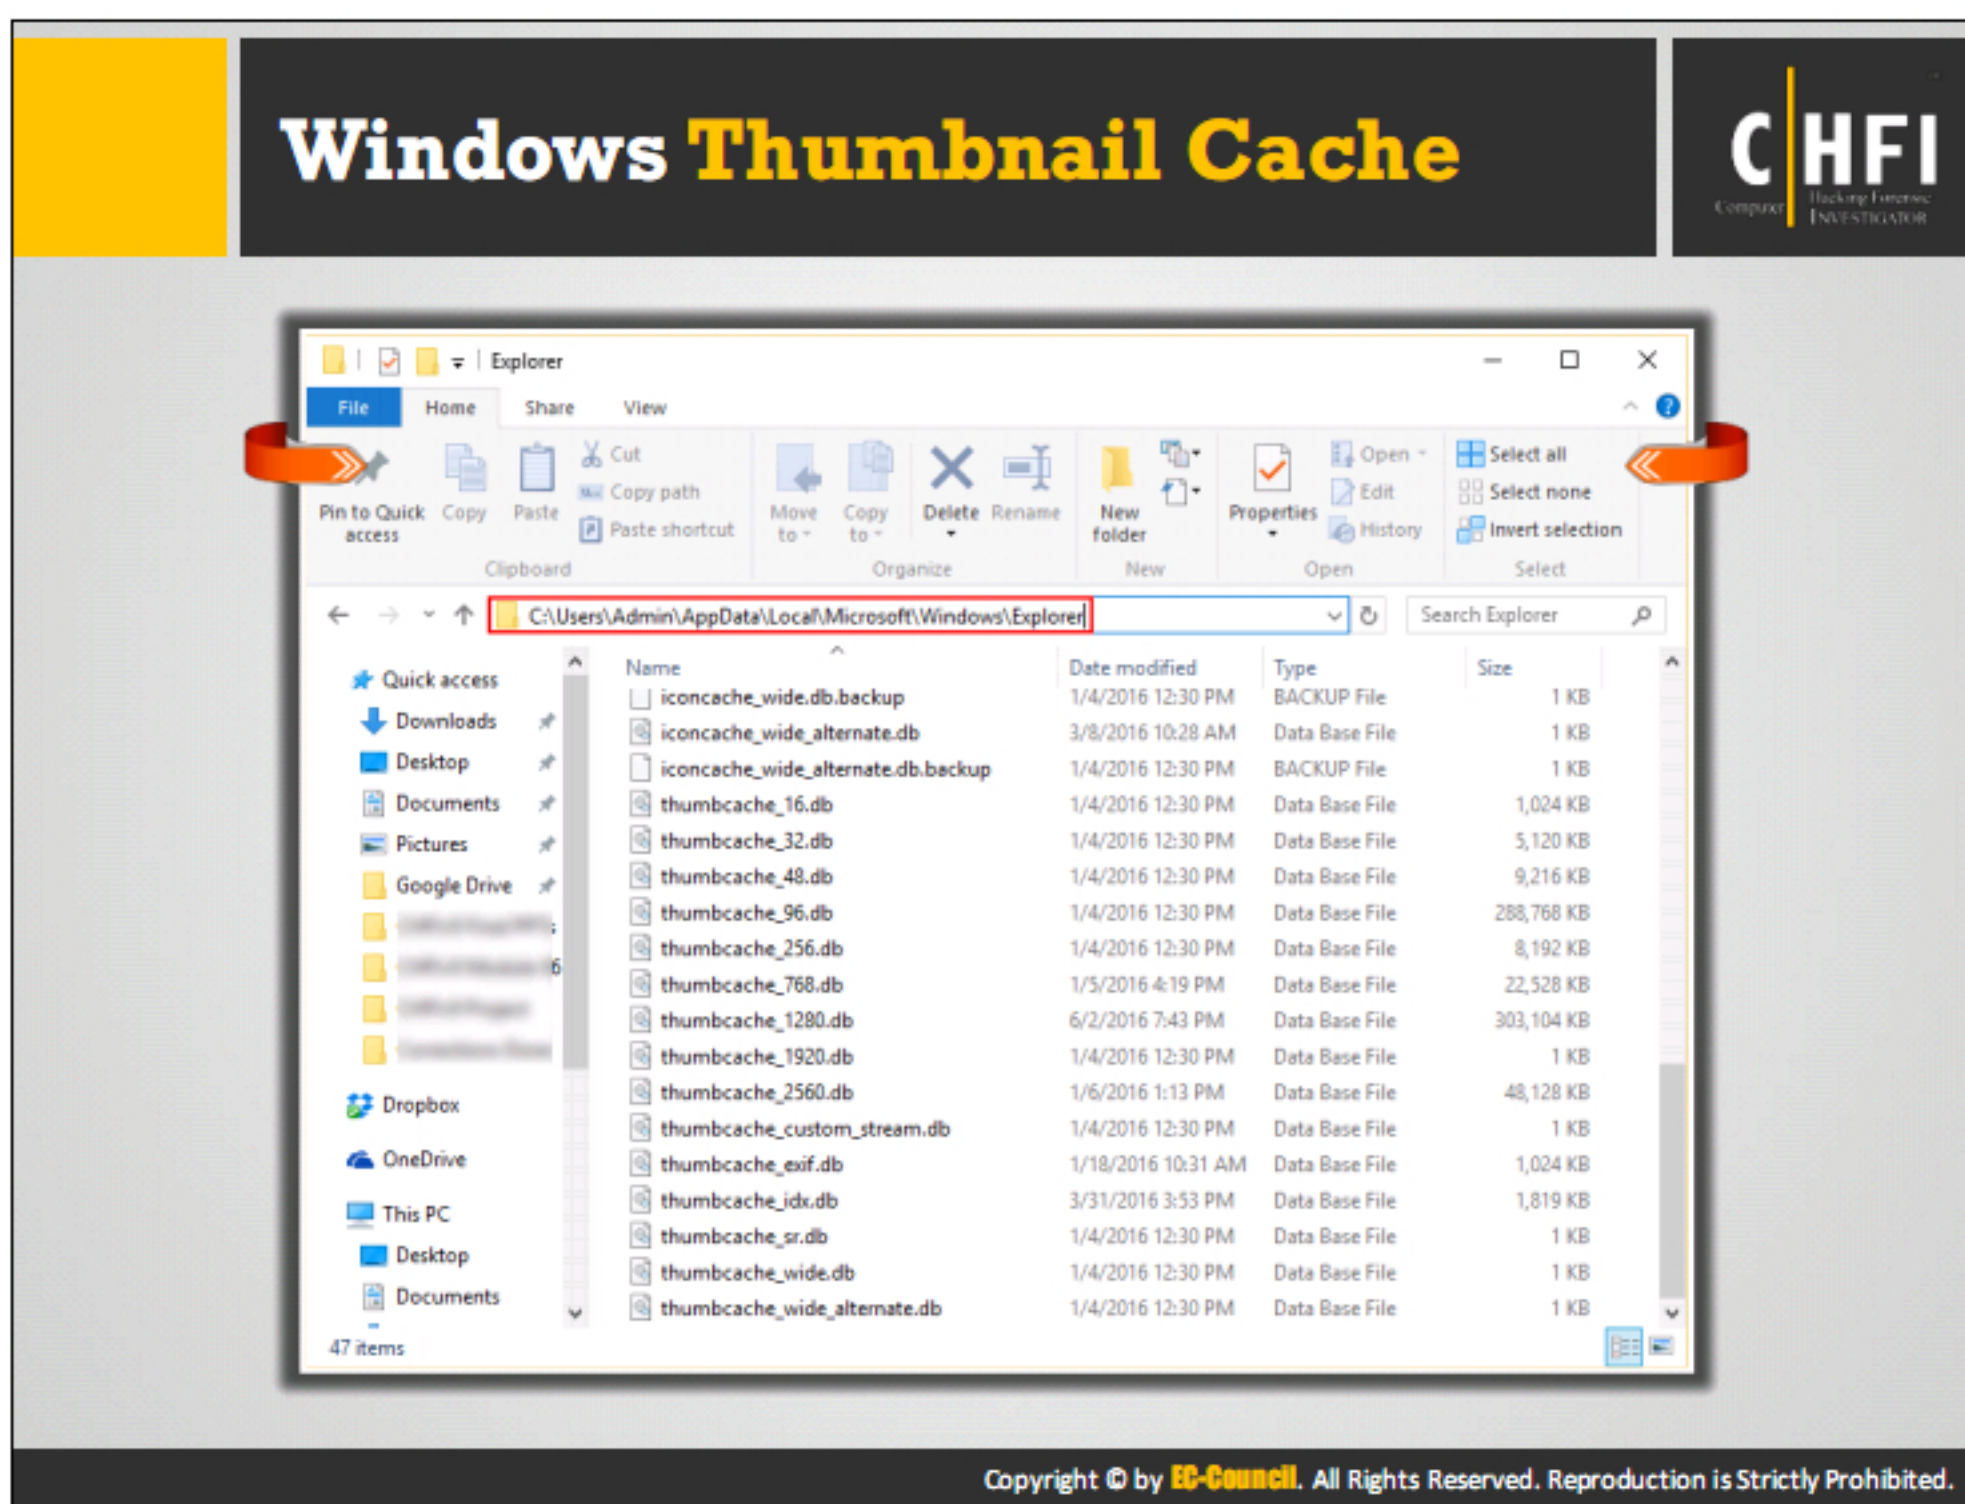 Windows Thumbnail Cache
CHFI
Computer Hacking Forensic
INVESTIGATOR
Explorer
File Home Share View
Pin to Quick access
Copy
Paste
Cut
Copy path
Paste shortcut
Clipboard
Move to
Copy to
Delete
Rename
Organize
New folder
New
Properties
Open
Edit
History
Open
Select all
Select none
Invert selection
Select
C:\Users\Admin\AppData\Local\Microsoft\Windows\Explorer
Search Explorer
Quick access
Downloads
Desktop
Documents
Pictures
Google Drive
Dropbox
OneDrive
This PC
Desktop
Documents
Name Date modified Type Size
iconcache_wide.db.backup 1/4/2016 12:30 PM BACKUP File 1 KB
iconcache_wide_alternate.db 3/8/2016 10:28 AM Data Base File 1 KB
iconcache_wide_alternate.db.backup 1/4/2016 12:30 PM BACKUP File 1 KB
thumbcache_16.db 1/4/2016 12:30 PM Data Base File 1,024 KB
thumbcache_32.db 1/4/2016 12:30 PM Data Base File 5,120 KB
thumbcache_48.db 1/4/2016 12:30 PM Data Base File 9,216 KB
thumbcache_96.db 1/4/2016 12:30 PM Data Base File 288,768 KB
thumbcache_256.db 1/4/2016 12:30 PM Data Base File 8,192 KB
thumbcache_768.db 1/5/2016 4:19 PM Data Base File 22,528 KB
thumbcache_1280.db 6/2/2016 7:43 PM Data Base File 303,104 KB
thumbcache_1920.db 1/4/2016 12:30 PM Data Base File 1 KB
thumbcache_2560.db 1/6/2016 1:13 PM Data Base File 48,128 KB
thumbcache_custom_stream.db 1/4/2016 12:30 PM Data Base File 1 KB
thumbcache_exif.db 1/18/2016 10:31 AM Data Base File 1,024 KB
thumbcache_idx.db 3/31/2016 3:53 PM Data Base File 1,819 KB
thumbcache_sr.db 1/4/2016 12:30 PM Data Base File 1 KB
thumbcache_wide.db 1/4/2016 12:30 PM Data Base File 1 KB
thumbcache_wide_alternate.db 1/4/2016 12:30 PM Data Base File 1 KB
47 items
Copyright © by EC-Council. All Rights Reserved. Reproduction is Strictly Prohibited.